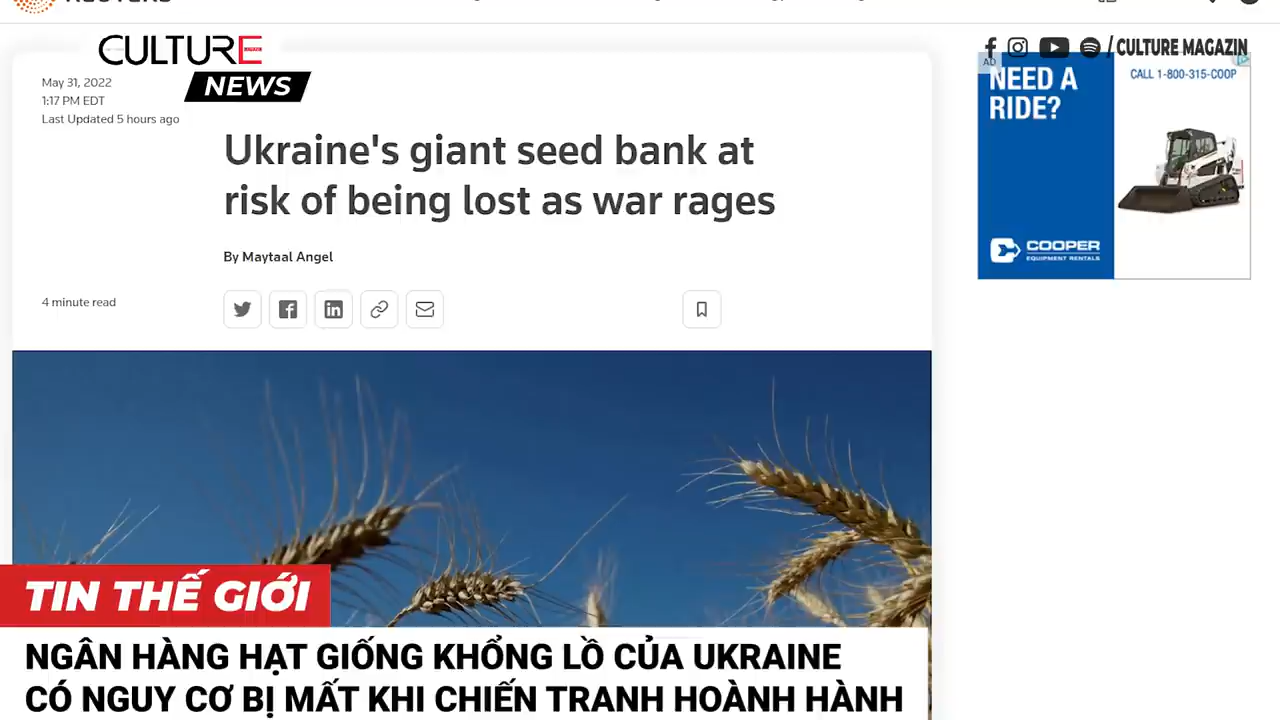 REUTERS
CULTURE
NEWS
/ CULTURE MAGAZIN
May 31, 2022
1:17 PM EDT
Last Updated 5 hours ago
Ukraine's giant seed bank at
risk of being lost as war rages
By Maytaal Angel
4 minute read
AD
NEED A
RIDE?
CALL 1-800-315-COOP
COOPER
EQUIPMENT RENTALS
TIN THẾ GIỚI
NGÂN HÀNG HẠT GIỐNG KHỔNG LỒ CỦA UKRAINE
CÓ NGUY CƠ BỊ MẤT KHI CHIẾN TRANH HOÀNH HÀNH